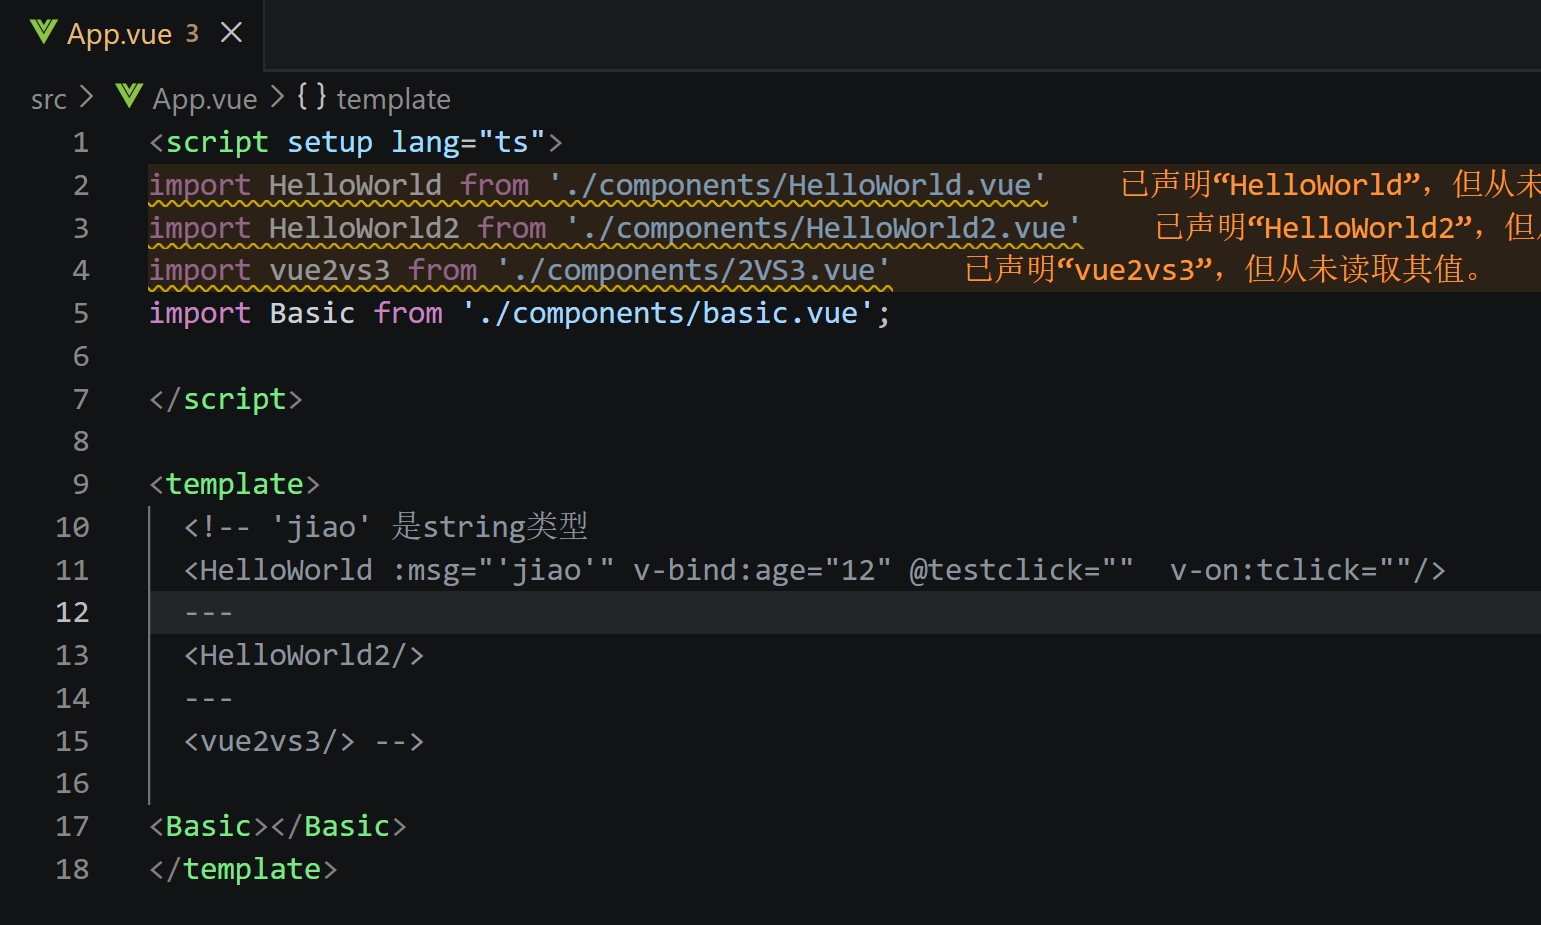 App.vue 3
src > App.vue > {} template
1 <script setup lang="ts">
2 import HelloWorld from './components/HelloWorld.vue' 已声明“HelloWorld”，但从未
3 import HelloWorld2 from './components/HelloWorld2.vue' 已声明“HelloWorld2”，但
4 import vue2vs3 from './components/2VS3.vue' 已声明“vue2vs3”，但从未读取其值。
5 import Basic from './components/basic.vue';
6
7 </script>
8
9 <template>
10 <!-- 'jiao' 是string类型
11 <HelloWorld :msg="'jiao'" v-bind:age="12" @testclick=""  v-on:tclick=""/>
12 ---
13 <HelloWorld2/>
14 ---
15 <vue2vs3/> -->
16
17 <Basic></Basic>
18 </template>